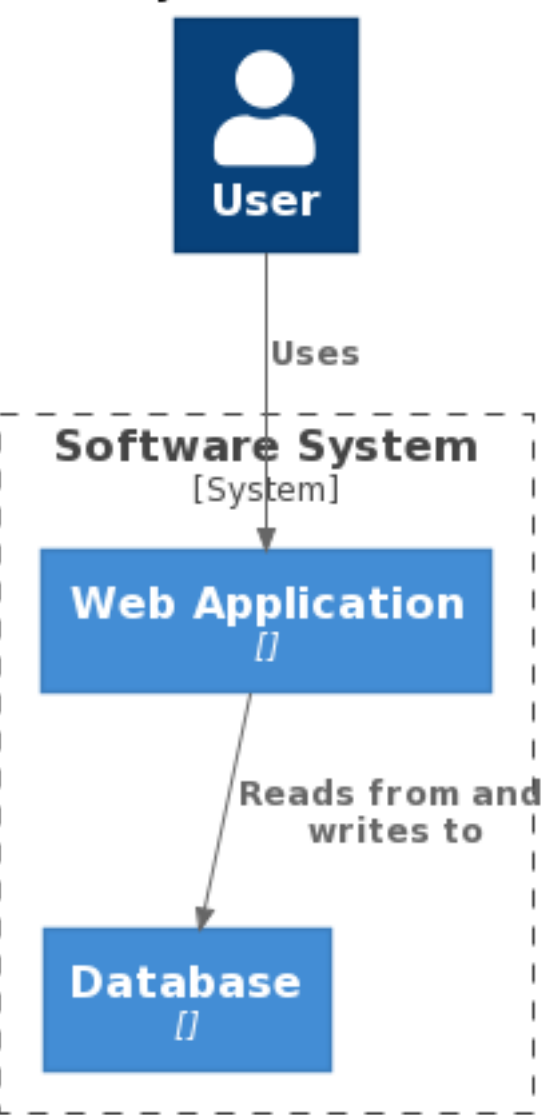 User
Uses
Software System
[System]
Web Application
[]
Reads from and
writes to
Database
[]